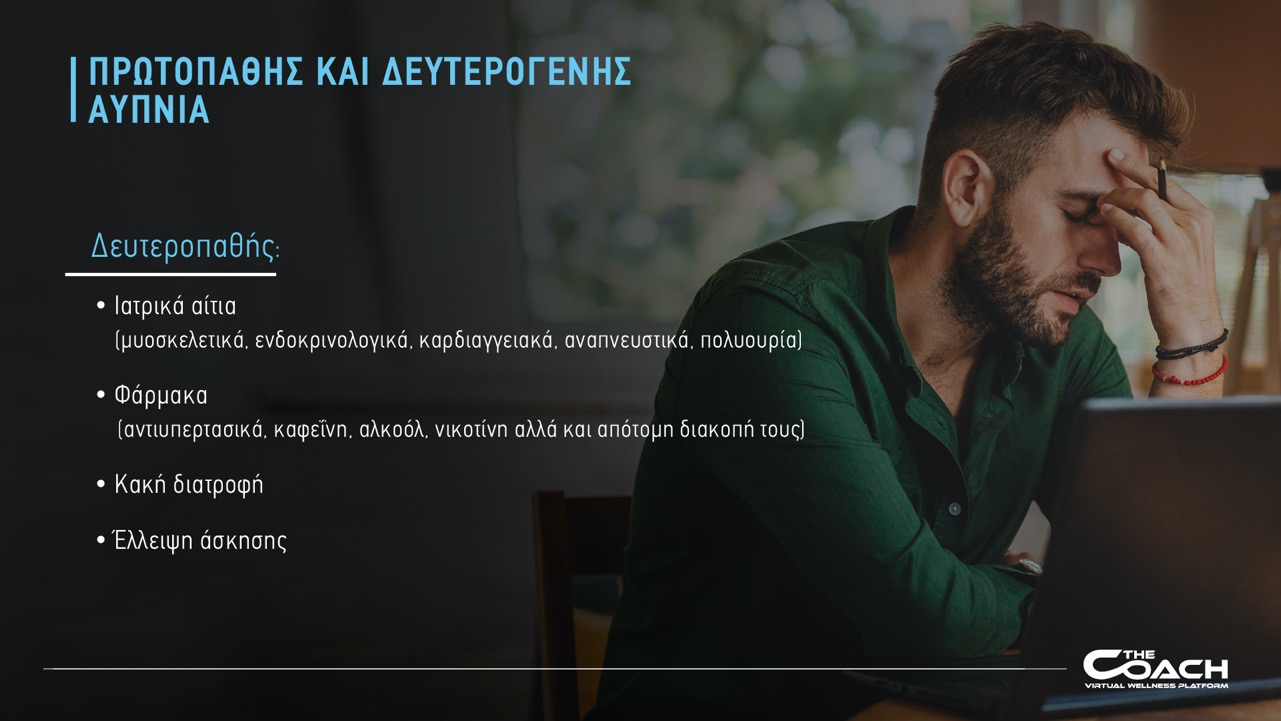 ΠΡΩΤΟΠΑΘΗΣ ΚΑΙ ΔΕΥΤΕΡΟΓΕΝΗΣ
ΑΥΠΝΙΑ
Δευτεροπαθής:
• Ιατρικά αίτια
(μυοσκελετικά, ενδοκρινολογικά, καρδιαγγειακά, αναπνευστικά, πολυουρία)
• Φάρμακα
(αντιυπερτασικά, καφεΐνη, αλκοόλ, νικοτίνη αλλά και απότομη διακοπή τους)
• Κακή διατροφή
• Έλλειψη άσκησης
THE
COACH
VIRTUAL WELLNESS PLATFORM